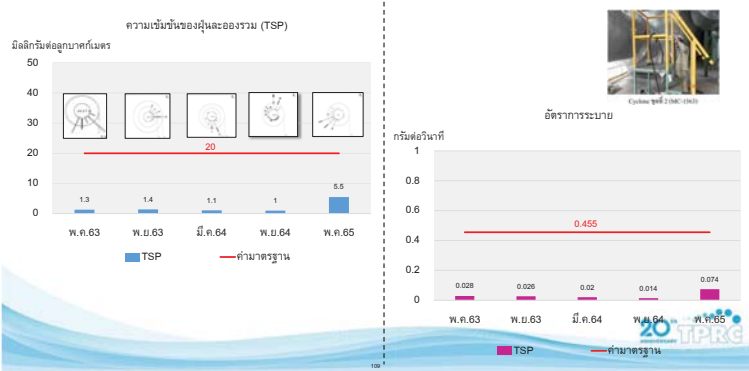 ความเข้มข้นของฝุ่นละอองรวม (TSP)
มิลลิกรัมต่อลูกบาศก์เมตร
50
40
30
20
10
0
20
1.3
1.4
1.1
1
5.5
พ.ค.63
พ.ย.63
มี.ค.64
พ.ย.64
พ.ค.65
TSP
ค่ามาตรฐาน
Cyclone ชุดที่ 2 (MC-1563)
อัตราการระบาย
กรัมต่อวินาที
1
0.8
0.6
0.4
0.2
0
0.455
0.028
0.026
0.02
0.014
0.074
พ.ค.63
พ.ย.63
มี.ค.64
พ.ย.64
พ.ค.65
TSP
ค่ามาตรฐาน
20
ANNIVERSARY
TPRC
109